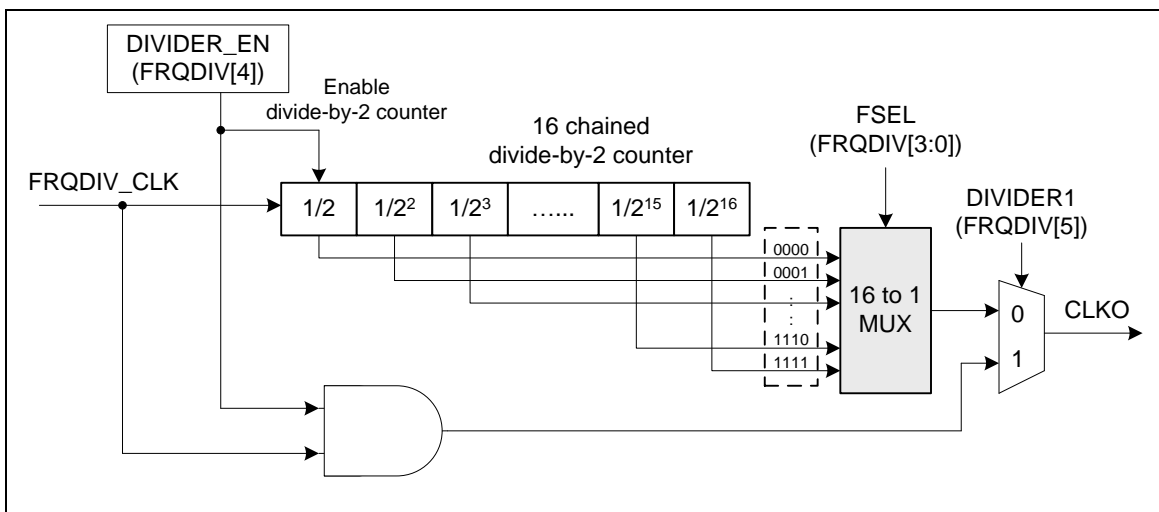 DIVIDER_EN
(FRQDIV[4])
Enable
divide-by-2 counter
16 chained
divide-by-2 counter
FSEL
(FRQDIV[3:0])
FRQDIV_CLK
DIVIDER1
(FRQDIV[5])
1/2
1/2²
1/2³
…...
1/2¹⁵
1/2¹⁶
0000
0001
:
:
1110
1111
16 to 1
MUX
0
1
CLKO